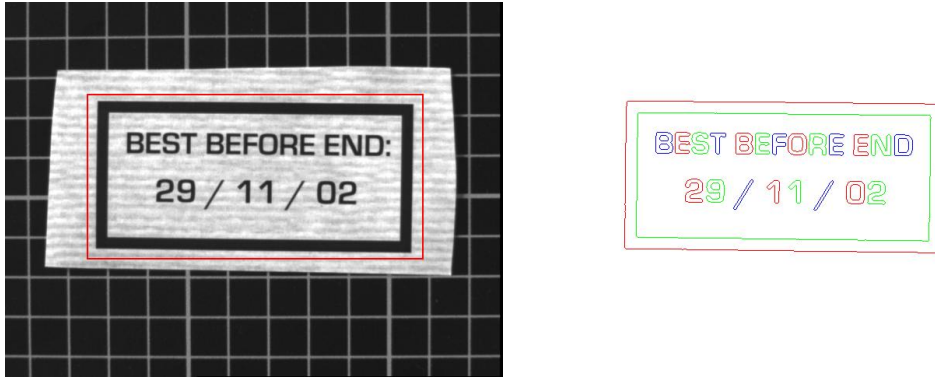 BEST BEFORE END:
29 / 11 / 02
BEST BEFORE END
29 / 11 / 02